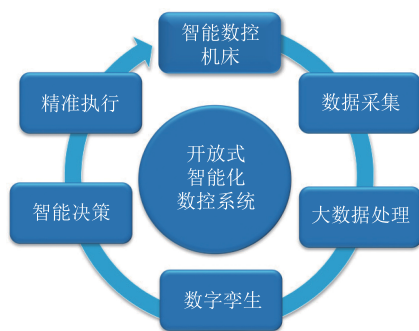 智能数控
机床
数据采集
大数据处理
数字孪生
智能决策
精准执行
开放式
智能化
数控系统